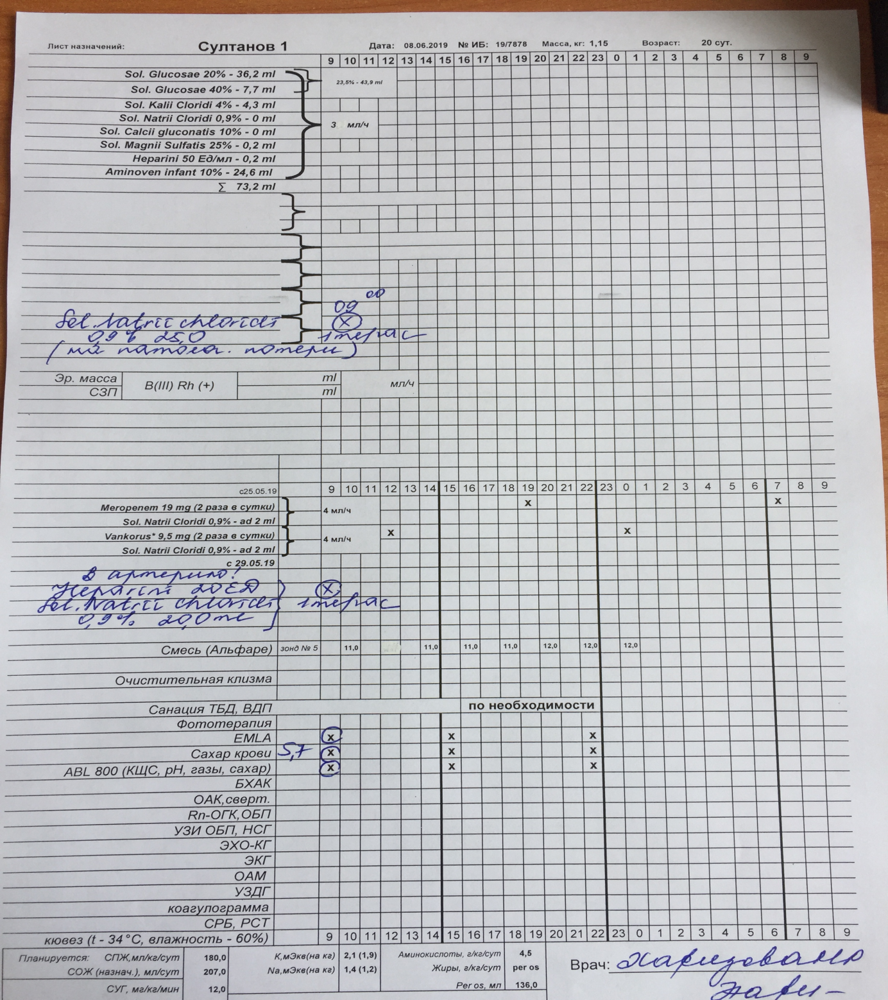 Лист назначений: Султанов 1 Дата: 08.06.2019 № ИБ: 19/7878 Масса, кг: 1,15 Возраст: 20 сут.
9 10 11 12 13 14 15 16 17 18 19 20 21 22 23 0 1 2 3 4 5 6 7 8 9
Sol. Glucosae 20% - 36,2 ml
23,5% - 43,9 ml
Sol. Glucosae 40% - 7,7 ml
Sol. Kalii Cloridi 4% - 4,3 ml
Sol. Natrii Cloridi 0,9% - 0 ml
3 мл/ч
Sol. Calcii gluconatis 10% - 0 ml
Sol. Magnii Sulfatis 25% - 0,2 ml
Heparini 50 Ед/мл - 0,2 ml
Aminoven infant 10% - 24,6 ml
∑ 73,2 ml
09 00
Sol. Natrii chloridi x
0,9% 25,0 1 те рас
(на патол. потери)
Эр. масса B(III) Rh (+) ml мл/ч
СЗП ml
с25.05.19 9 10 11 12 13 14 15 16 17 18 19 20 21 22 23 0 1 2 3 4 5 6 7 8 9
Meropenem 19 mg (2 раза в сутки) 4 мл/ч x x
Sol. Natrii Cloridi 0,9% - ad 2 ml
Vankorus* 9,5 mg (2 раза в сутки) 4 мл/ч x x
Sol. Natrii Cloridi 0,9% - ad 2 ml
с 29.05.19
В артерию!
Heparini 20 ЕД x
Sol. Natrii chloridi 1 те рас
0,9% 20,0 ml
Смесь (Альфаре) зонд № 5 11,0 11,0 11,0 11,0 12,0 12,0 12,0
Очистительная клизма
Санация ТБД, ВДП по необходимости
Фототерапия
EMLA x x x
Сахар крови 5,7 x x x
ABL 800 (КЩС, pH, газы, сахар) x x x
БХАК
ОАК,сверт.
Rn-ОГК,ОБП
УЗИ ОБП, НСГ
ЭХО-КГ
ЭКГ
ОАМ
УЗДГ
коагулограмма
СРБ, РСТ
кювез (t - 34°C, влажность - 60%) 9 10 11 12 13 14 15 16 17 18 19 20 21 22 23 0 1 2 3 4 5 6 7 8 9
Планируется: СПЖ,мл/кг/сут 180,0 K,мЭкв(на кг) 2,1 (1,9) Аминокислоты, г/кг/сут 4,5
СОЖ (назнач.), мл/сут 207,0 Na,мЭкв(на кг) 1,4 (1,2) Жиры, г/кг/сут per os Врач:
СУГ, мг/кг/мин 12,0 Per os, мл 136,0